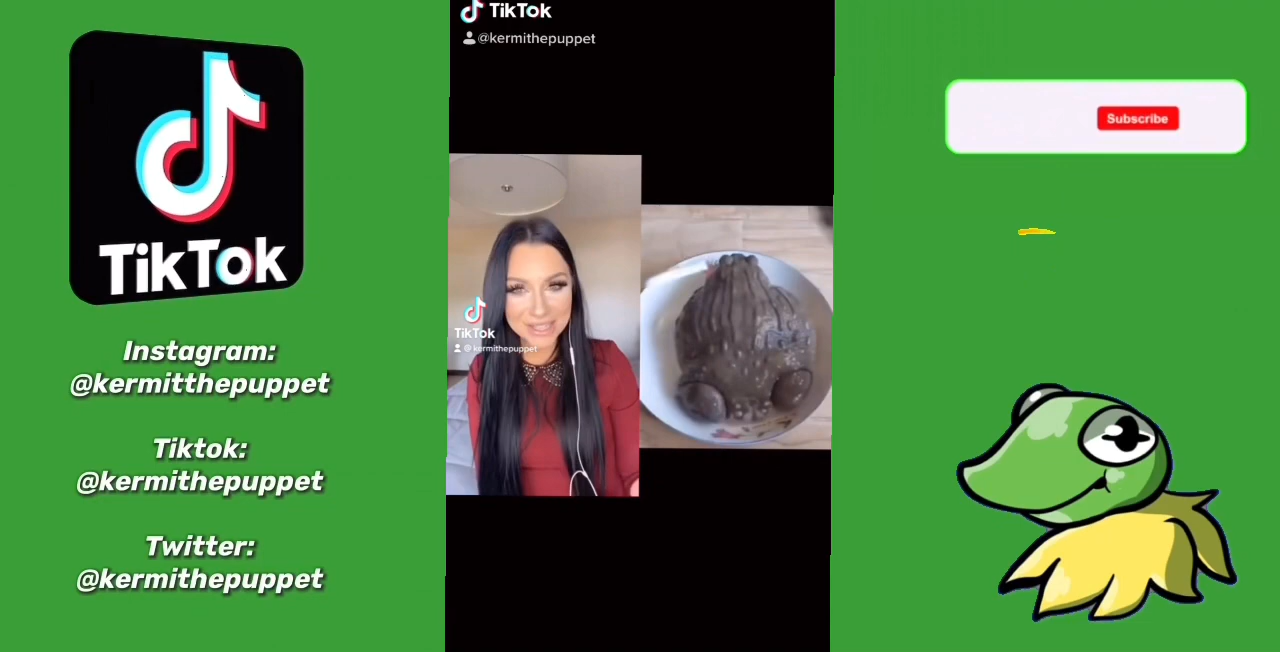 TikTok
Instagram:
@kermitthepuppet
Tiktok:
@kermithepuppet
Twitter:
@kermithepuppet
TikTok
@kermithepuppet
TikTok
@kermithepuppet
Subscribe